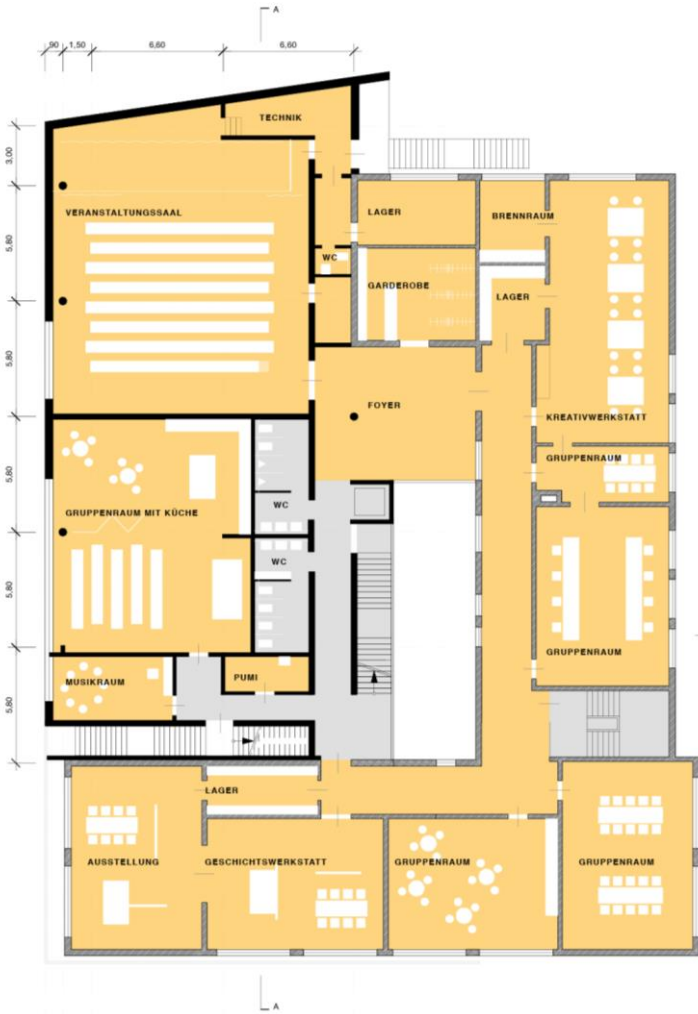 A
90
1,50
6,60
6,60
TECHNIK
3,00
VERANSTALTUNGSSAAL
LAGER
BRENNRAUM
5,80
WC
GARDEROBE
LAGER
5,80
FOYER
KREATIVWERKSTATT
5,80
GRUPPENRAUM
GRUPPENRAUM MIT KÜCHE
WC
WC
5,80
GRUPPENRAUM
MUSIKRAUM
PUMI
5,80
LAGER
AUSSTELLUNG
GESCHICHTSWERKSTATT
GRUPPENRAUM
GRUPPENRAUM
A